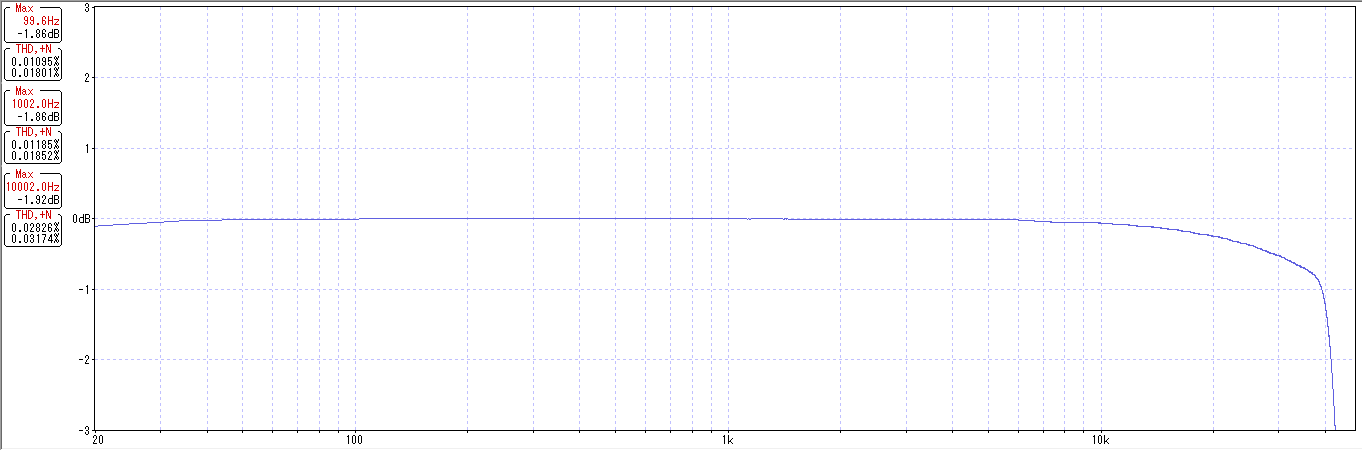 Max
99.6Hz
-1.86dB
THD,+N
0.01095%
0.01801%
Max
1002.0Hz
-1.86dB
THD,+N
0.01185%
0.01852%
Max
10002.0Hz
-1.92dB
THD,+N
0.02826%
0.03174%
3
2
1
0dB
-1
-2
-3
20
100
1k
10k